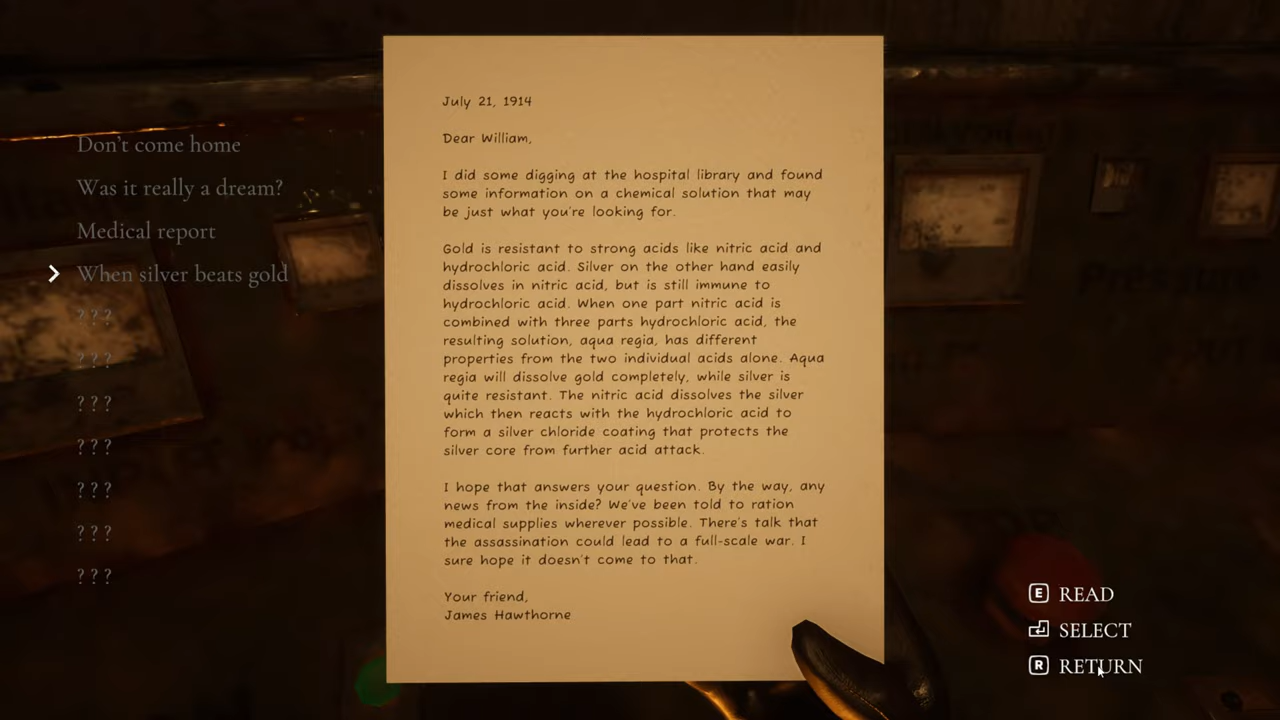 Don't come home
Was it really a dream?
Medical report
When silver beats gold
???
???
???
???
???
???
???
July 21, 1914
Dear William,
I did some digging at the hospital library and found
some information on a chemical solution that may
be just what you're looking for.
Gold is resistant to strong acids like nitric acid and
hydrochloric acid. Silver on the other hand easily
dissolves in nitric acid, but is still immune to
hydrochloric acid. When one part nitric acid is
combined with three parts hydrochloric acid, the
resulting solution, aqua regia, has different
properties from the two individual acids alone. Aqua
regia will dissolve gold completely, while silver is
quite resistant. The nitric acid dissolves the silver
which then reacts with the hydrochloric acid to
form a silver chloride coating that protects the
silver core from further acid attack.
I hope that answers your question. By the way, any
news from the inside? We've been told to ration
medical supplies wherever possible. There's talk that
the assassination could lead to a full-scale war. I
sure hope it doesn't come to that.
Your friend,
James Hawthorne
E READ
SELECT
R RETURN